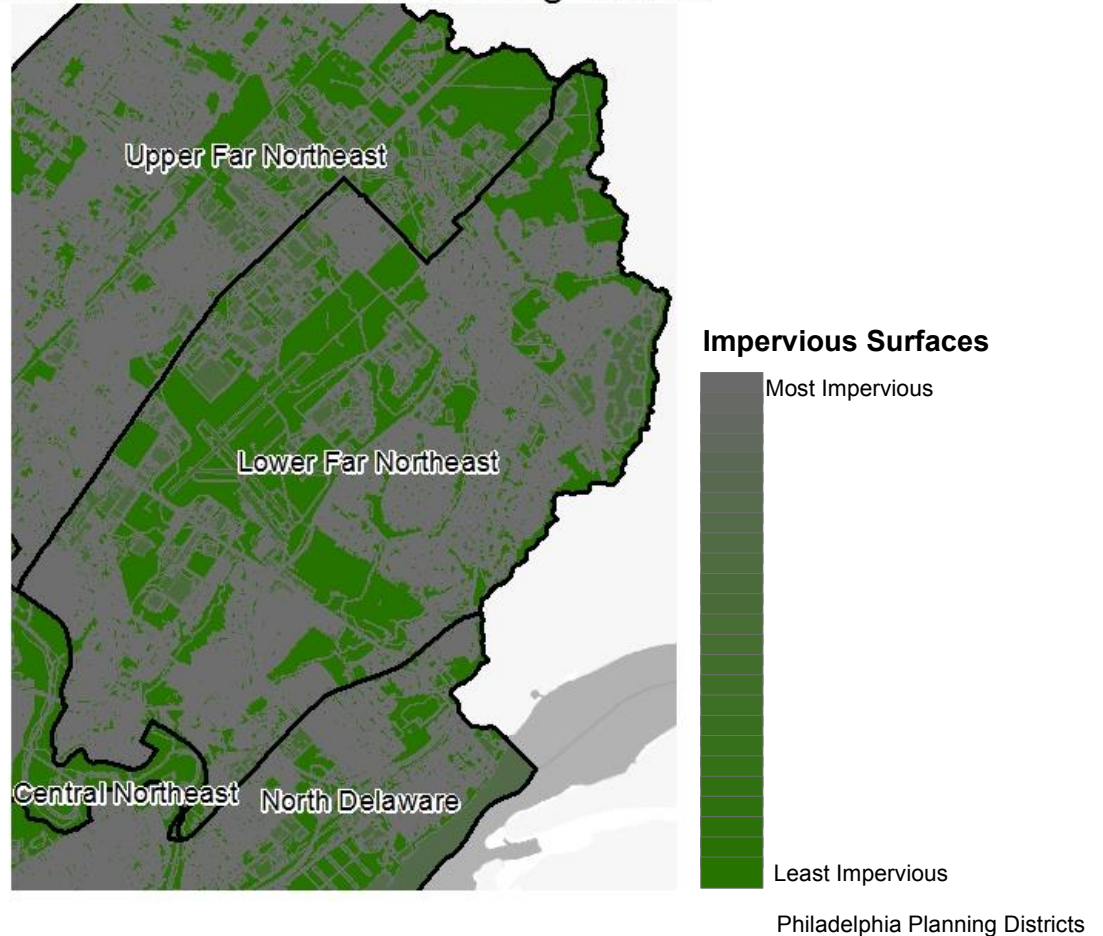 Upper Far Northeast
Impervious Surfaces
Most Impervious
Lower Far Northeast
Central Northeast
North Delaware
Least Impervious
Philadelphia Planning Districts